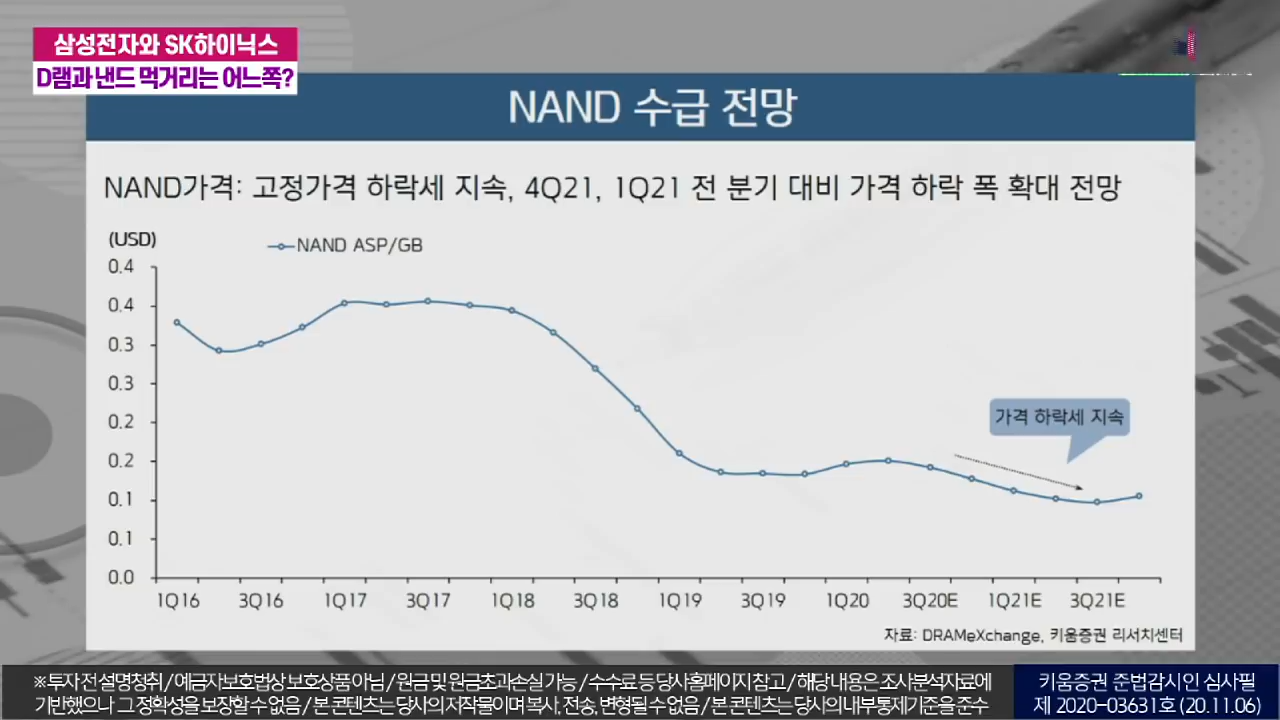 삼성전자와 SK하이닉스
D램과 낸드 먹거리는 어느쪽?
NAND 수급 전망
NAND가격: 고정가격 하락세 지속, 4Q21, 1Q21 전 분기 대비 가격 하락 폭 확대 전망
(USD)
NAND ASP/GB
0.4
0.4
0.3
0.3
0.2
0.2
0.1
0.1
0.0
가격 하락세 지속
1Q16 3Q16 1Q17 3Q17 1Q18 3Q18 1Q19 3Q19 1Q20 3Q20E 1Q21E 3Q21E
자료: DRAMeXchange, 키움증권 리서치센터
※투자 전 설명청취 / 예금자보호법상 보호상품 아님 / 원금 및 원금초과손실 가능 / 수수료 등 당사홈페이지 참고 / 해당 내용은 조사분석자료에
기반했으나 그 정확성을 보장할 수 없음 / 본 콘텐츠는 당사의 저작물이며 복사, 전송, 변형될 수 없음 / 본 콘텐츠는 당사의 내부통제기준을 준수
키움증권 준법감시인 심사필
제 2020-03631호 (20.11.06)